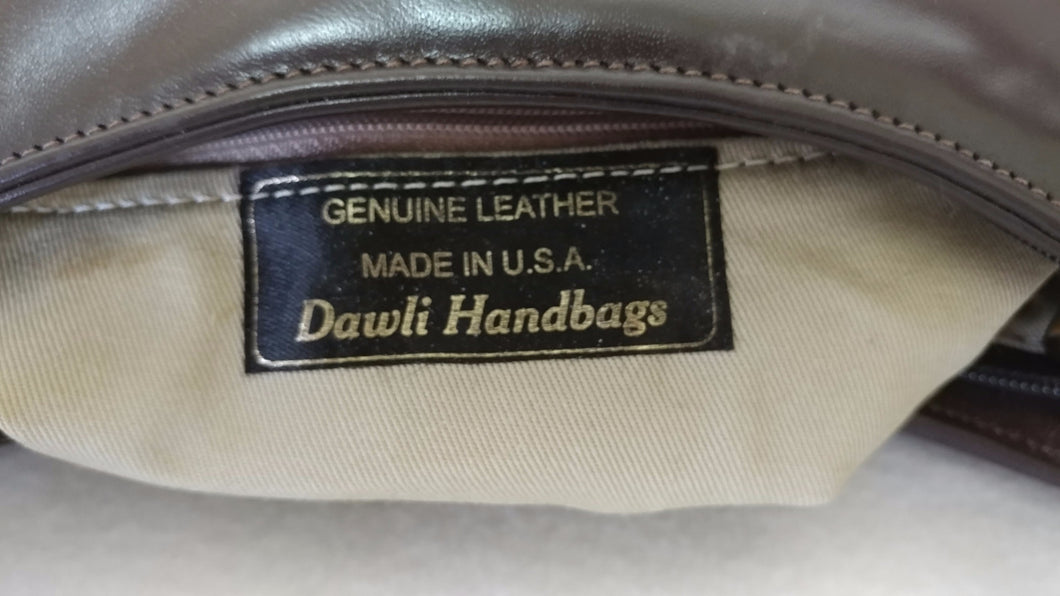 GENUINE LEATHER
MADE IN U.S.A.
Dawli Handbags